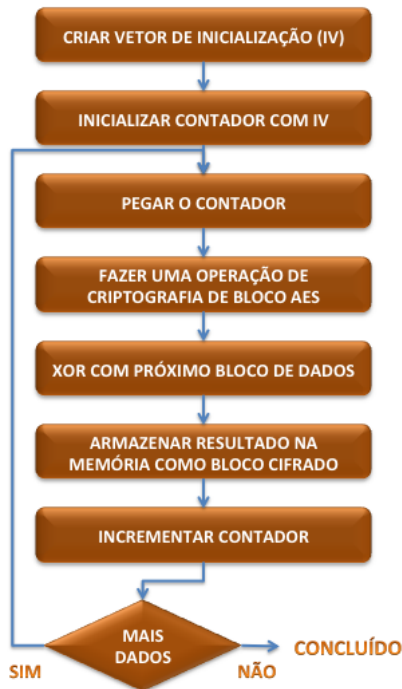 CRIAR VETOR DE INICIALIZAÇÃO (IV)
INICIALIZAR CONTADOR COM IV
PEGAR O CONTADOR
FAZER UMA OPERAÇÃO DE
CRIPTOGRAFIA DE BLOCO AES
XOR COM PRÓXIMO BLOCO DE DADOS
ARMAZENAR RESULTADO NA
MEMÓRIA COMO BLOCO CIFRADO
INCREMENTAR CONTADOR
MAIS
DADOS
CONCLUÍDO
SIM
NÃO